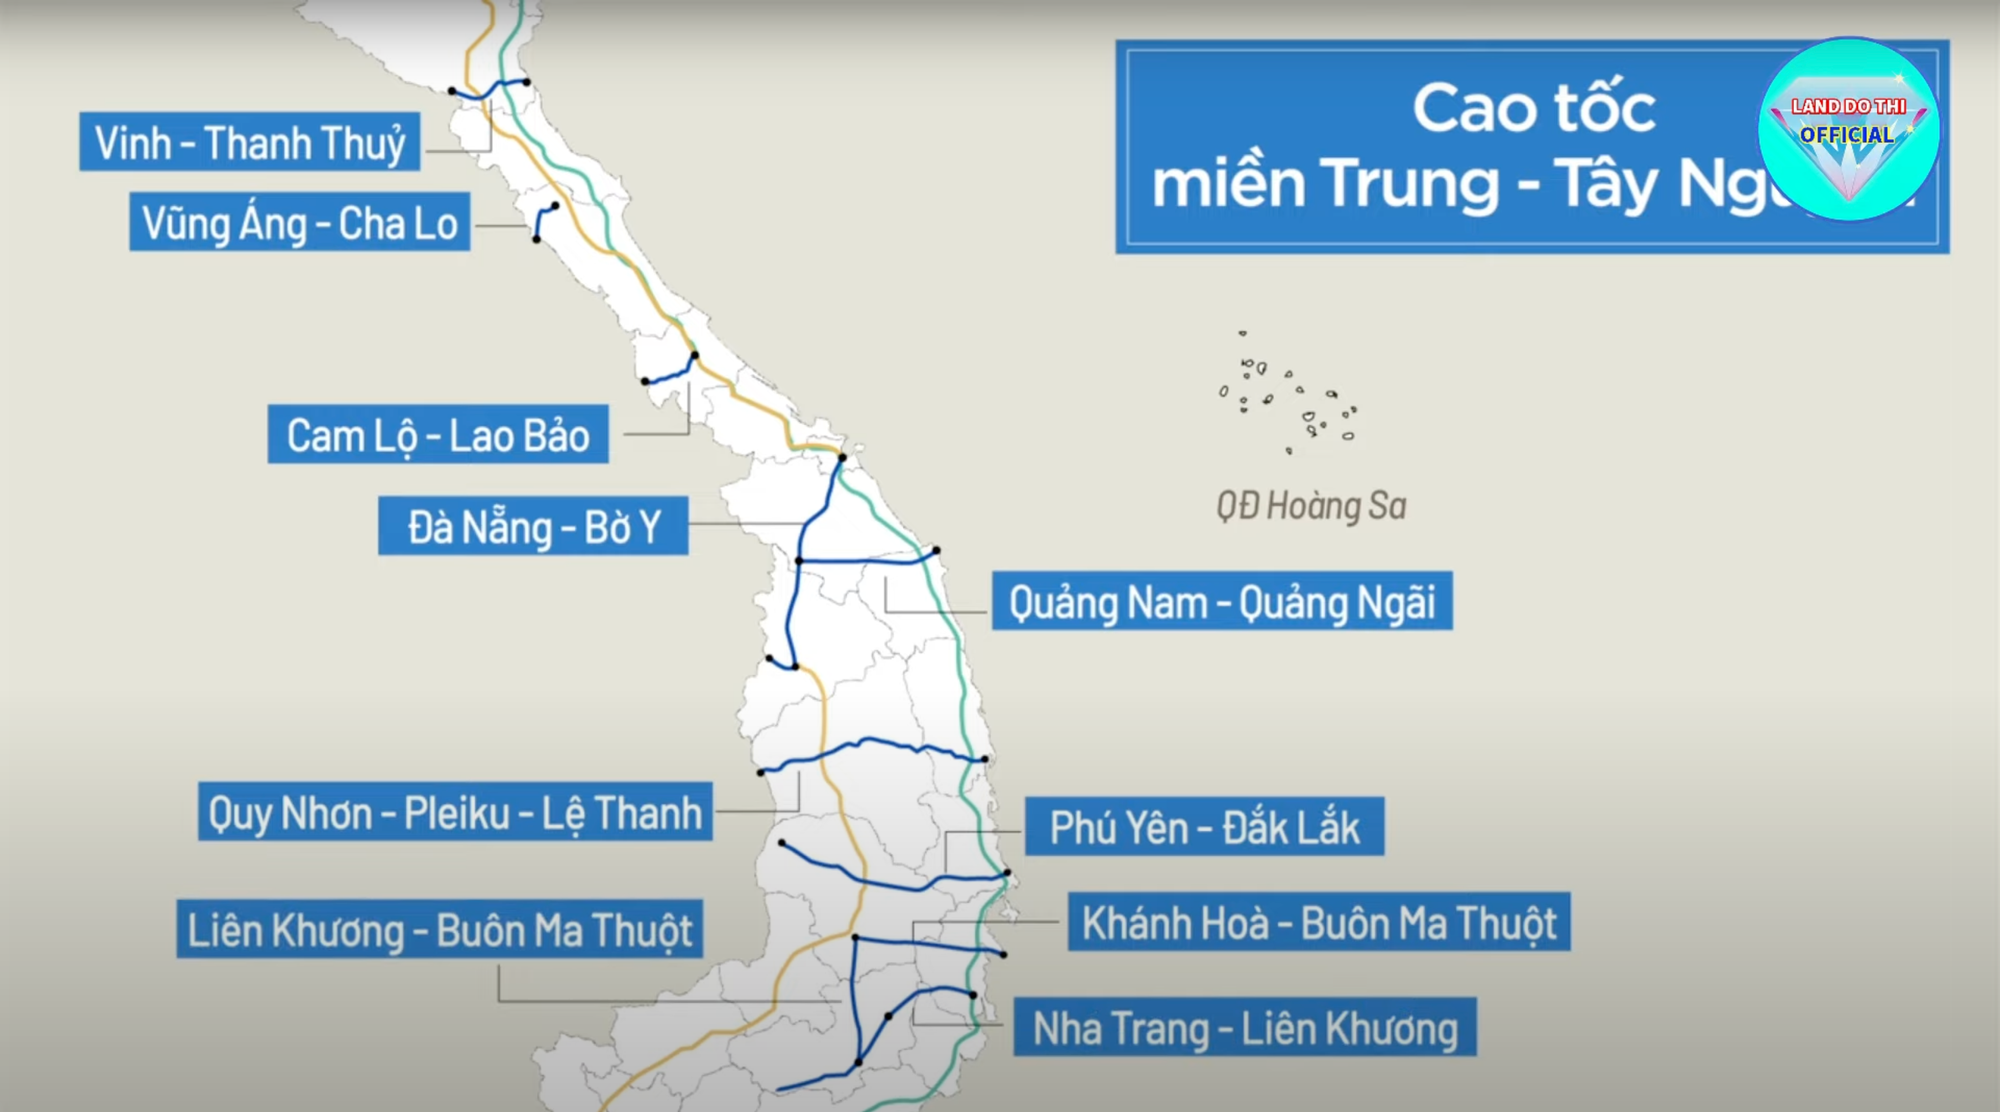 Cao tốc
miền Trung - Tây
LAND DO THI
OFFICIAL
Vinh - Thanh Thuỷ
Vũng Áng - Cha Lo
Cam Lộ - Lao Bảo
Đà Nẵng - Bờ Y
QĐ Hoàng Sa
Quảng Nam - Quảng Ngãi
Quy Nhơn - Pleiku - Lệ Thanh
Phú Yên - Đắk Lắk
Liên Khương - Buôn Ma Thuột
Khánh Hoà - Buôn Ma Thuột
Nha Trang - Liên Khương